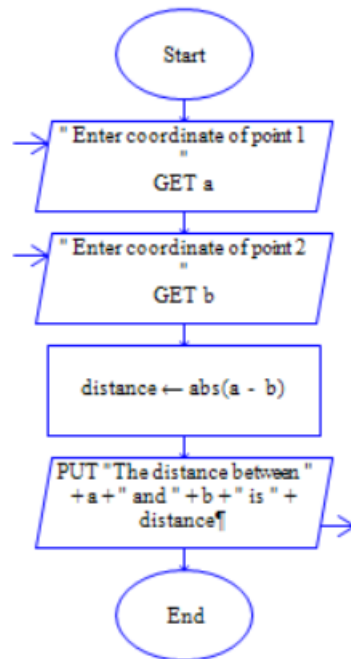 Start
" Enter coordinate of point 1
"
GET a
" Enter coordinate of point 2
"
GET b
distance ← abs(a - b)
PUT "The distance between "
+ a + " and " + b + " is " +
distance¶
End